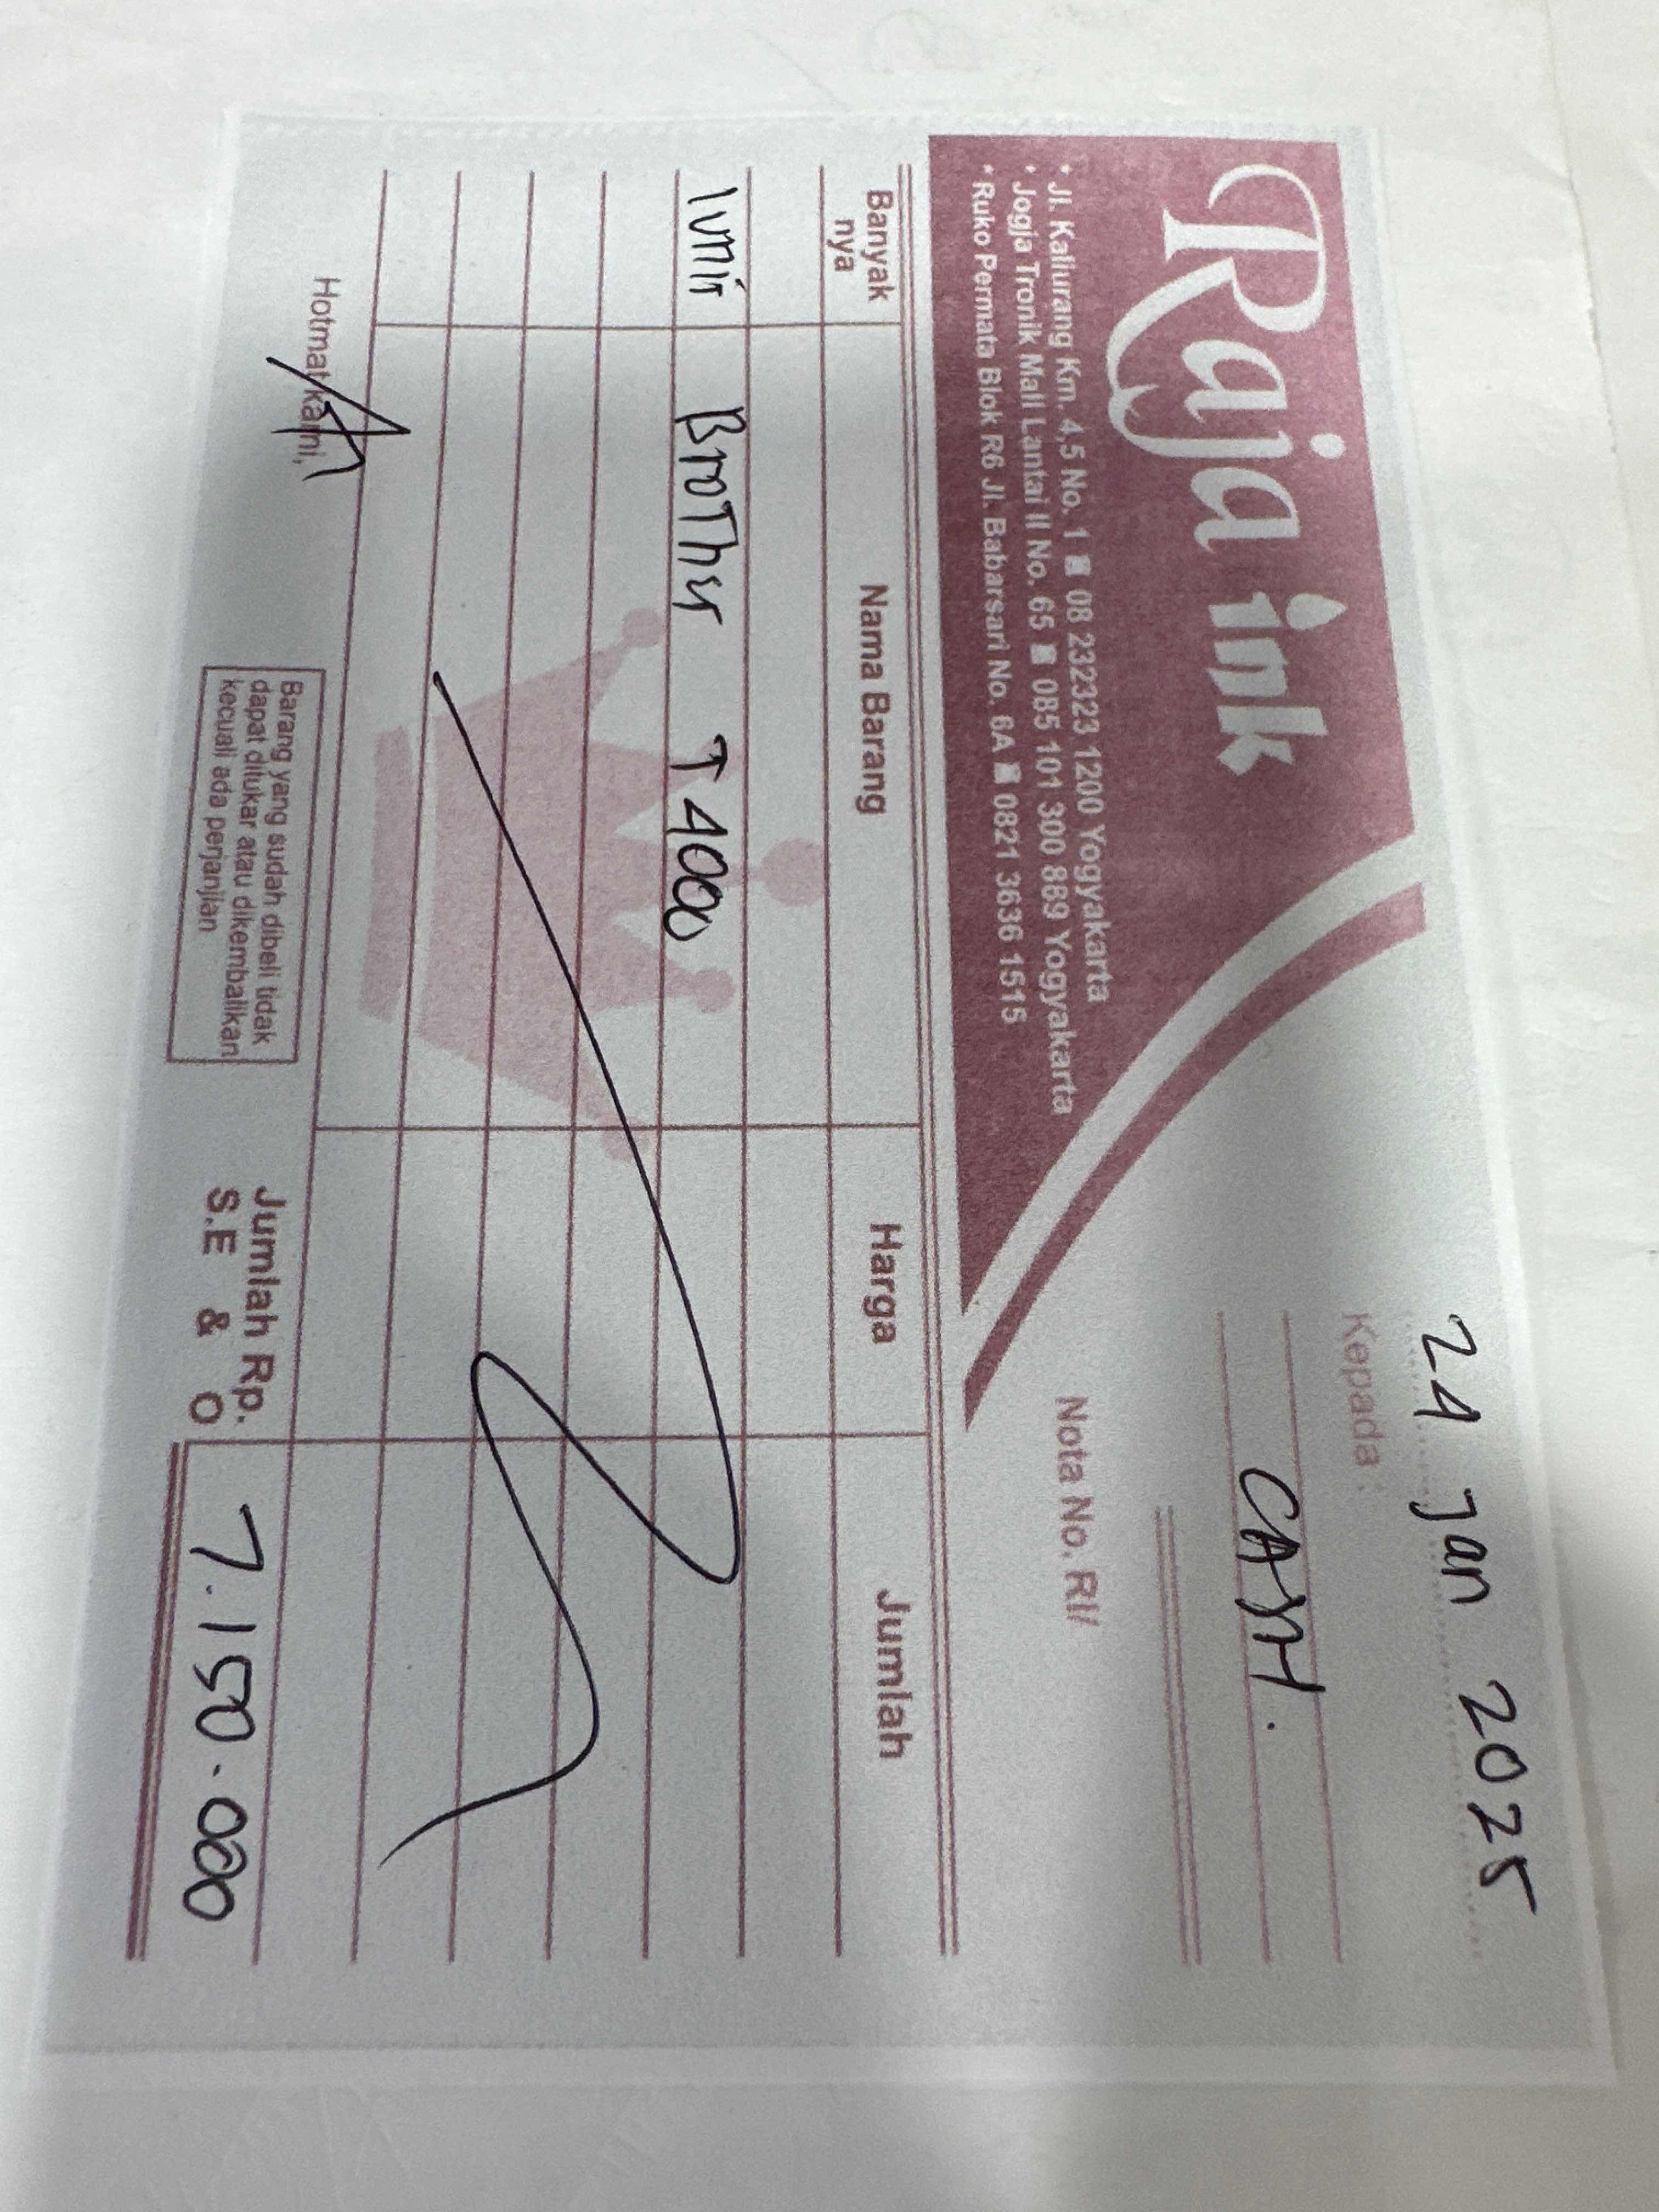 24 Jan 2025
Kepada :
CASH.
Raja ink
* Jl. Kaliurang Km. 4,5 No. 1 08 232323 1200 Yogyakarta
* Jogja Tronik Mall Lantai II No. 65 085 101 300 889 Yogyakarta
* Ruko Permata Blok R6 Jl. Babarsari No. 6A 0821 3636 1515
Nota No. RI/
Banyak nya Nama Barang Harga Jumlah
1 Unit Brother T 4000
Hormat kami,
Barang yang sudah dibeli tidak
dapat ditukar atau dikembalikan
kecuali ada perjanjian
Jumlah Rp. 7.150.000
S.E & O